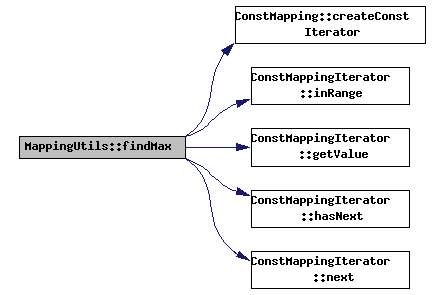 ConstMapping::createConst
Iterator
ConstMappingIterator
::inRange
MappingUtils::findMax
ConstMappingIterator
::getValue
ConstMappingIterator
::hasNext
ConstMappingIterator
::next